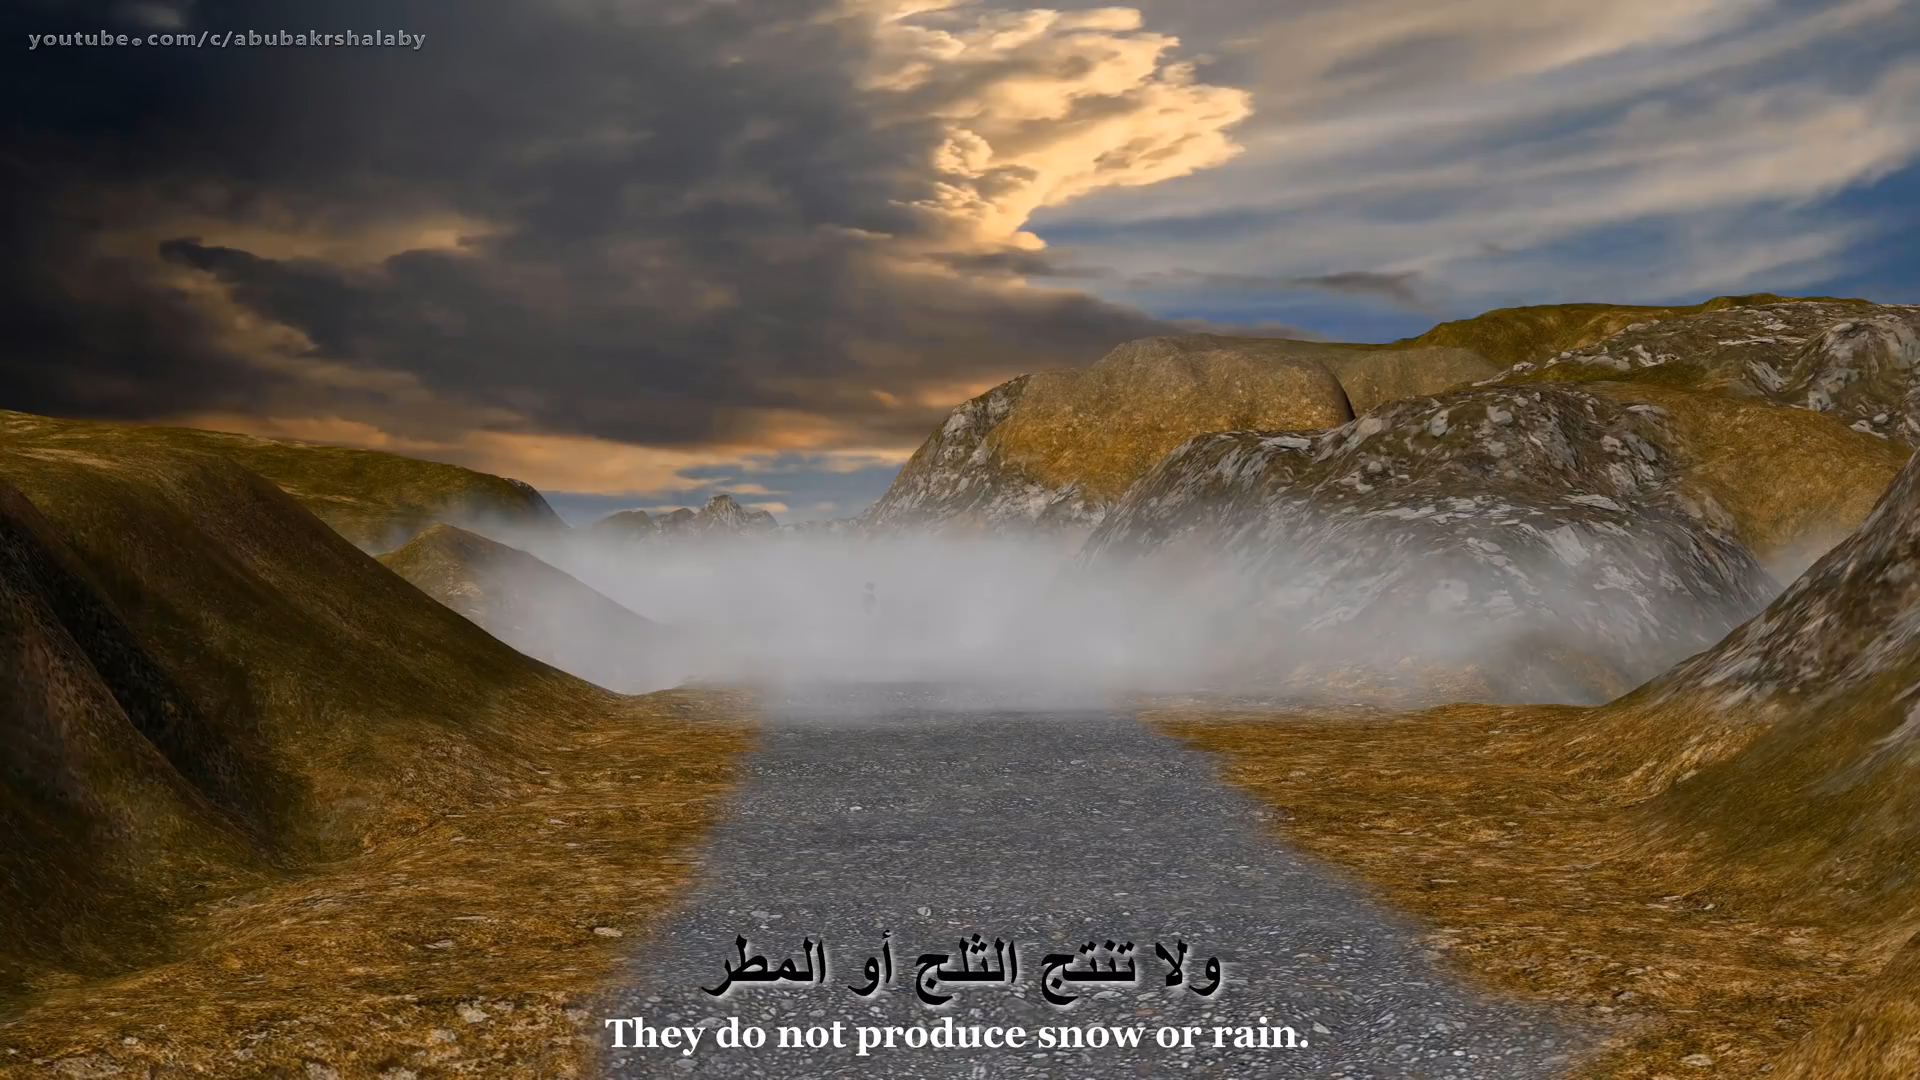 youtube.com/c/abubakrshalaby
ولا تنتج الثلج أو المطر
They do not produce snow or rain.